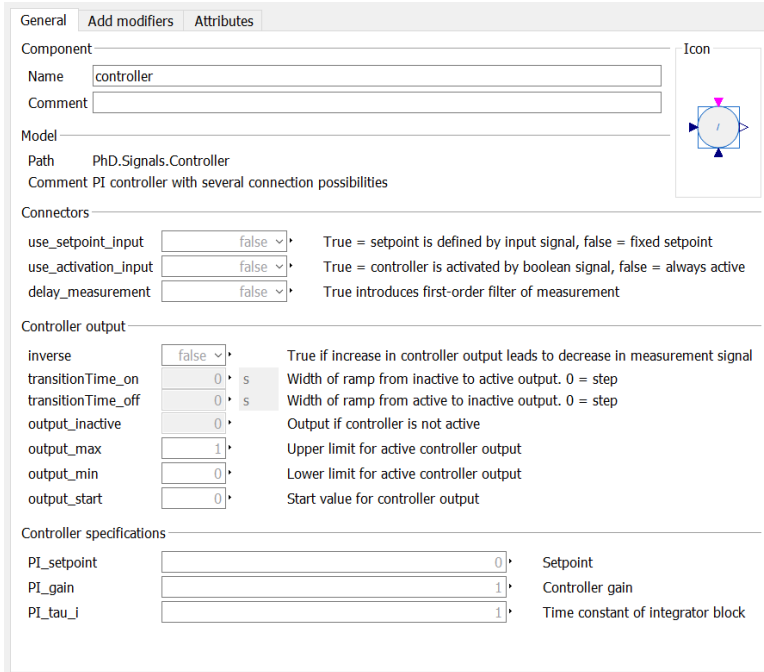 General Add modifiers Attributes
Component
Icon
Name controller
Comment
I
Model
Path PhD.Signals.Controller
Comment PI controller with several connection possibilities
Connectors
use_setpoint_input false True = setpoint is defined by input signal, false = fixed setpoint
use_activation_input false True = controller is activated by boolean signal, false = always active
delay_measurement false True introduces first-order filter of measurement
Controller output
inverse false True if increase in controller output leads to decrease in measurement signal
transitionTime_on 0 s Width of ramp from inactive to active output. 0 = step
transitionTime_off 0 s Width of ramp from active to inactive output. 0 = step
output_inactive 0 Output if controller is not active
output_max 1 Upper limit for active controller output
output_min 0 Lower limit for active controller output
output_start 0 Start value for controller output
Controller specifications
PI_setpoint 0 Setpoint
PI_gain 1 Controller gain
PI_tau_i 1 Time constant of integrator block